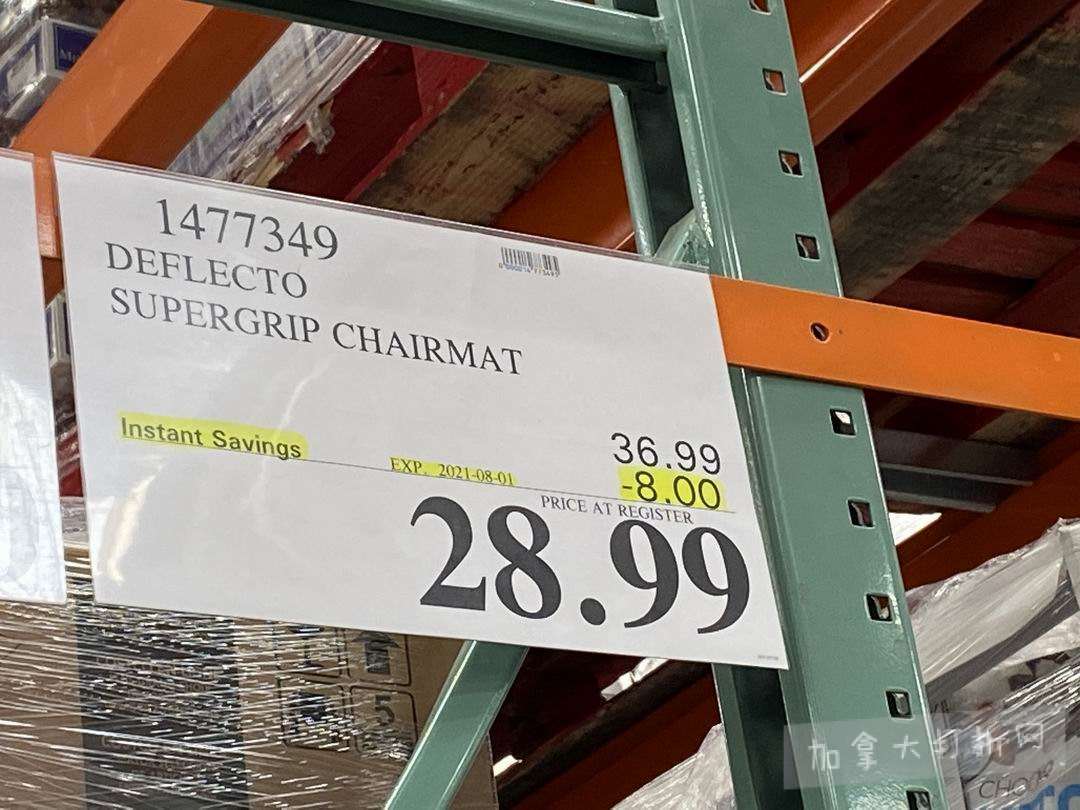 1477349
DEFLECTO
SUPERGRIP CHAIRMAT
36.99
Instant Savings EXP. 2021-08-01 -8.00
PRICE AT REGISTER
28.99
5
加拿大打折网